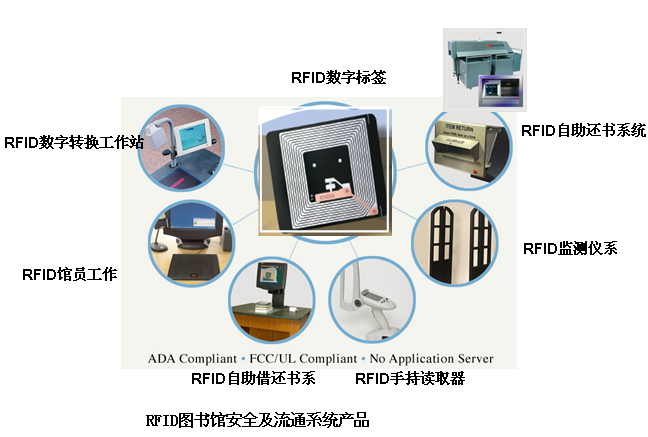 RFID数字标签
RFID数字转换工作站
ITEM RETURN
RFID自助还书系统
RFID馆员工作
RFID监测仪系
ADA Compliant • FCC/UL Compliant • No Application Server
RFID自助借还书系
RFID手持读取器
RFID图书馆安全及流通系统产品